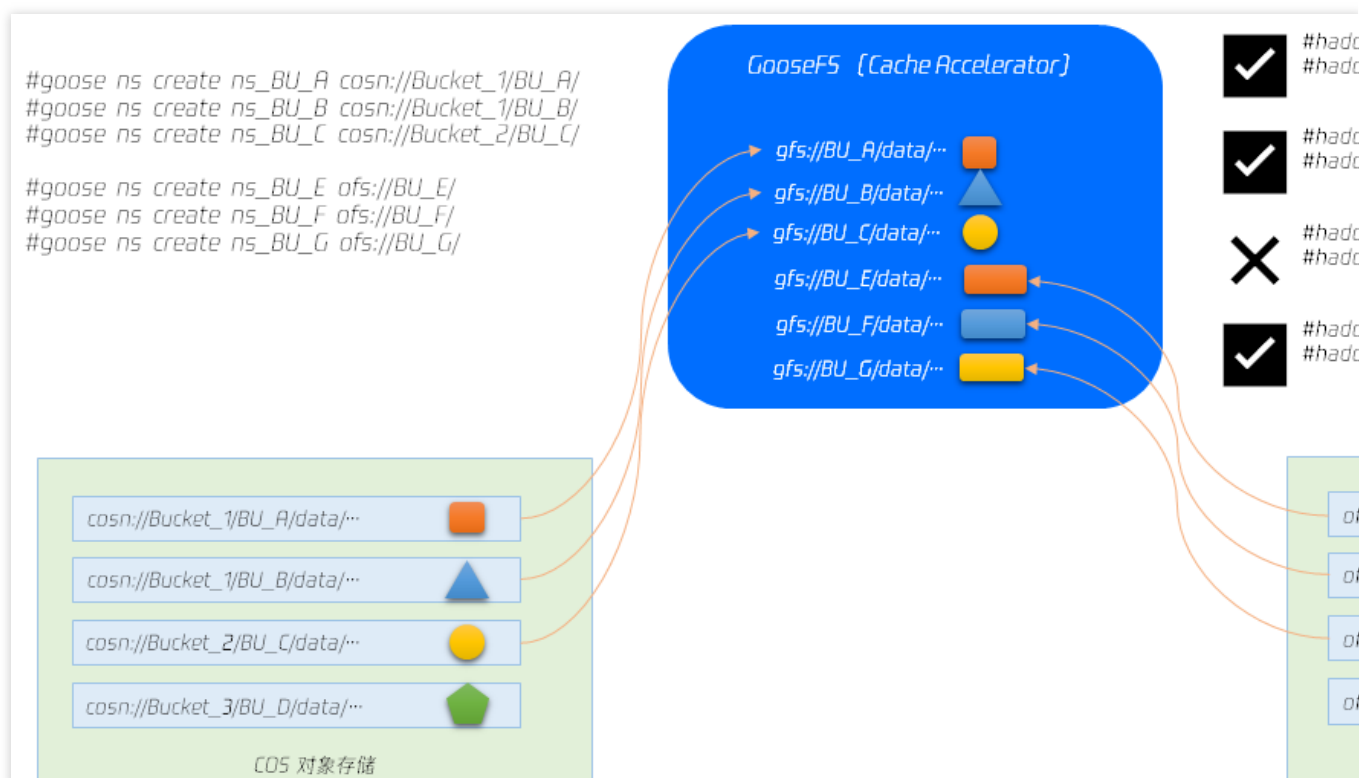 #goose ns create ns_BU_A cosn://Bucket_1/BU_A/
#goose ns create ns_BU_B cosn://Bucket_1/BU_B/
#goose ns create ns_BU_C cosn://Bucket_2/BU_C/
#goose ns create ns_BU_E ofs://BU_E/
#goose ns create ns_BU_F ofs://BU_F/
#goose ns create ns_BU_G ofs://BU_G/
GooseFS (Cache Accelerator)
gfs://BU_A/data/···
gfs://BU_B/data/···
gfs://BU_C/data/···
gfs://BU_E/data/···
gfs://BU_F/data/···
gfs://BU_G/data/···
cosn://Bucket_1/BU_A/data/···
cosn://Bucket_1/BU_B/data/···
cosn://Bucket_2/BU_C/data/···
cosn://Bucket_3/BU_D/data/···
COS 对象存储